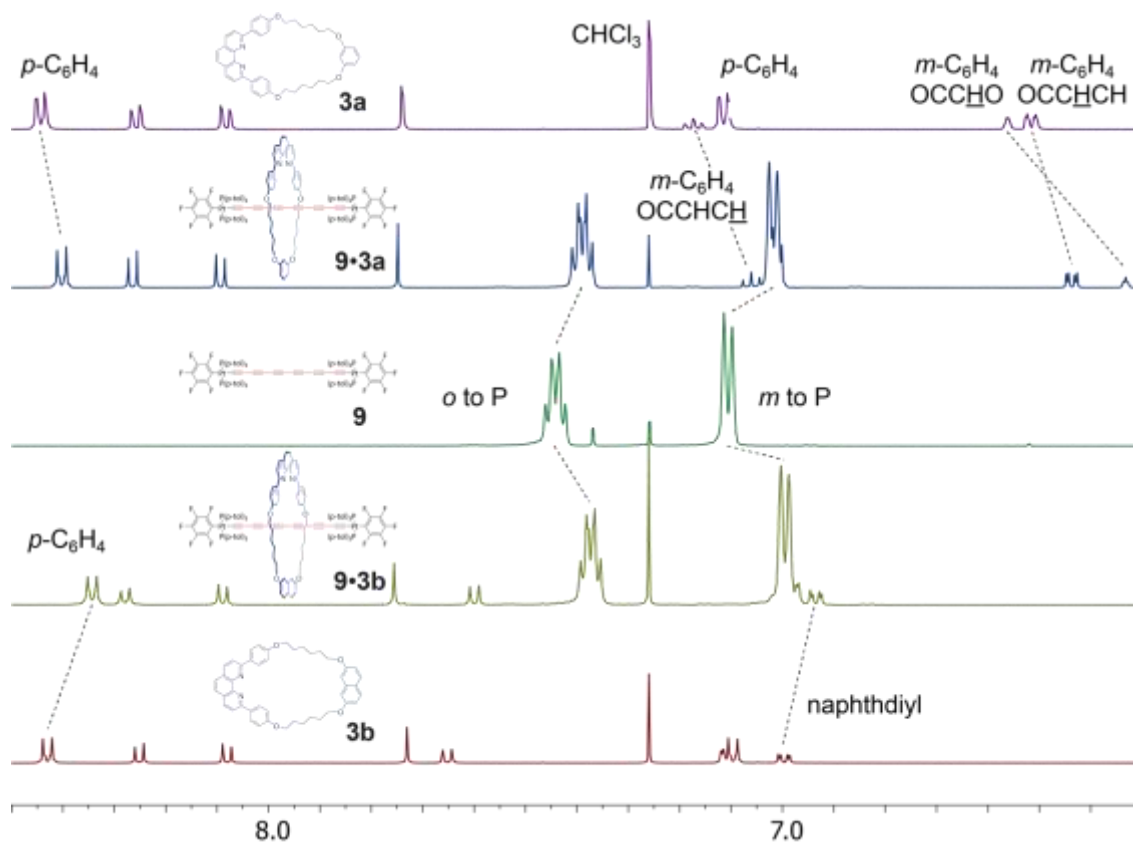 CHCl3
p-C6H4
p-C6H4
m-C6H4
OCCHO
m-C6H4
OCCHCH
3a
m-C6H4
OCCHCH
9•3a
9
o to P
m to P
p-C6H4
9•3b
naphthdiyl
3b
8.0
7.0